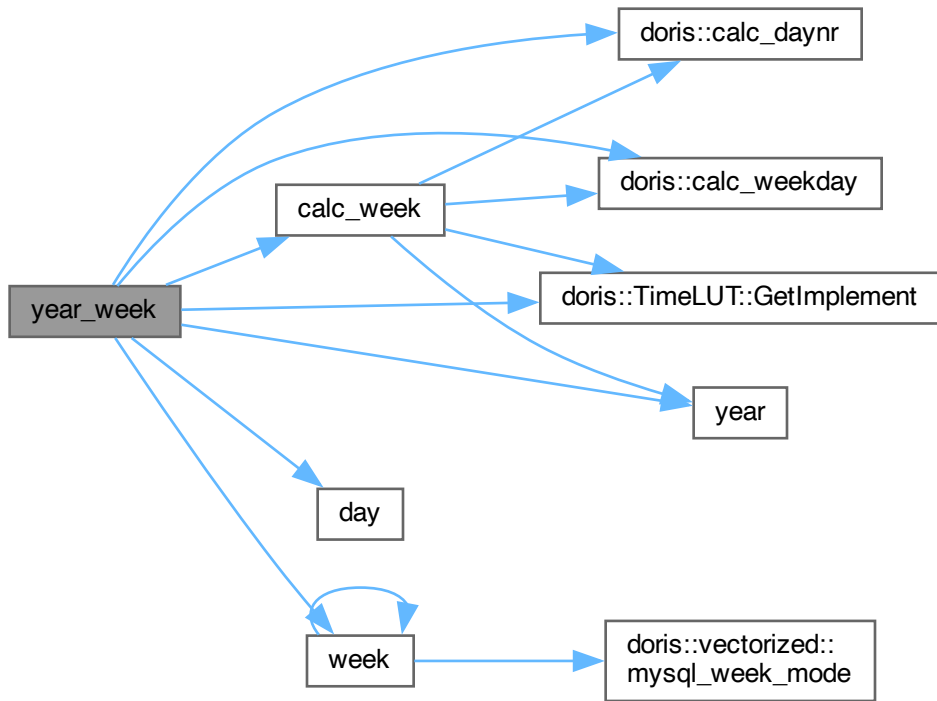 doris::calc_daynr
doris::calc_weekday
calc_week
doris::TimeLUT::GetImplement
year_week
year
day
week
doris::vectorized::
mysql_week_mode